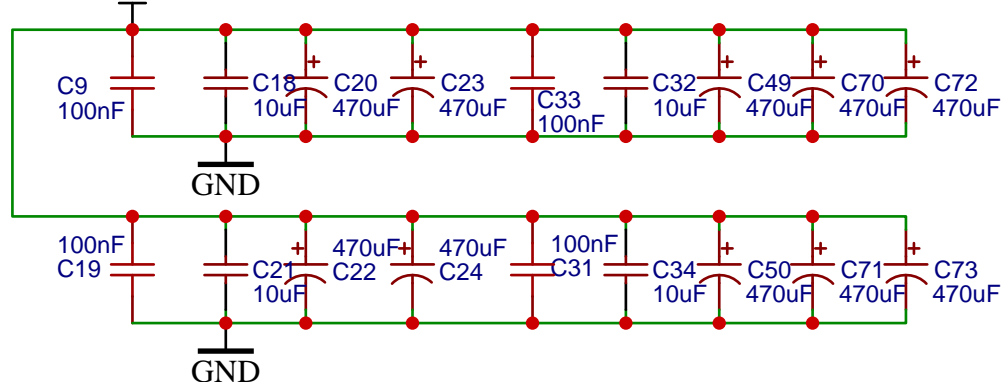 C9
100nF
C18
10uF
C20
470uF
C23
470uF
C33
100nF
C32
10uF
C49
470uF
C70
470uF
C72
470uF
GND
100nF
C19
C21
10uF
470uF
C22
470uF
C24
100nF
C31
C34
10uF
C50
470uF
C71
470uF
C73
470uF
GND